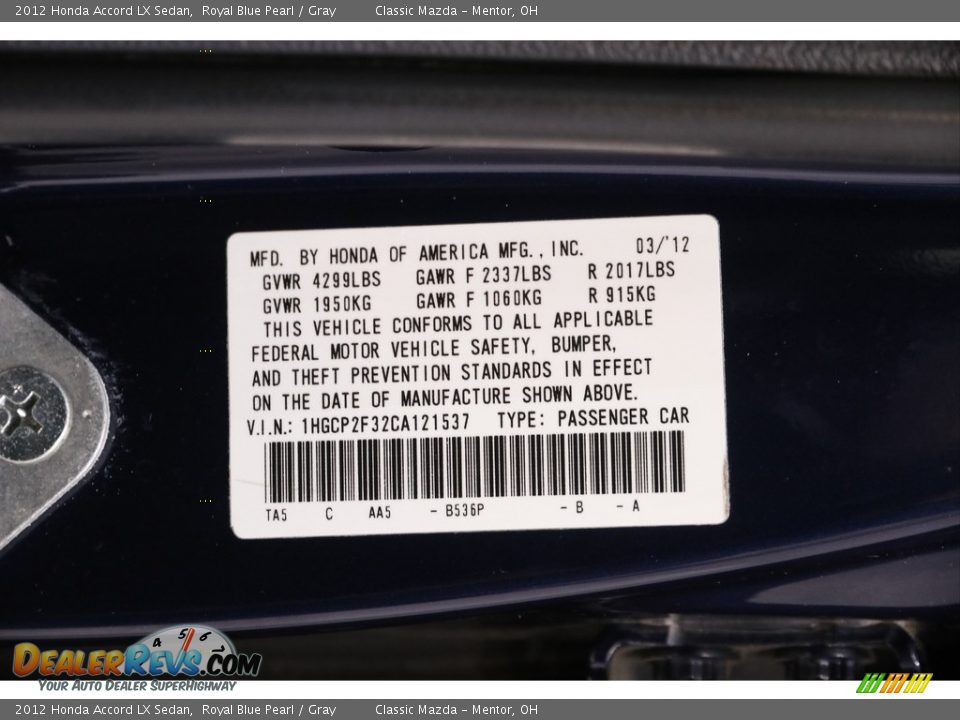 2012 Honda Accord LX Sedan, Royal Blue Pearl / Gray Classic Mazda - Mentor, OH
MFD. BY HONDA OF AMERICA MFG., INC. 03/'12
GVWR 4299LBS GAWR F 2337LBS R 2017LBS
GVWR 1950KG GAWR F 1060KG R 915KG
THIS VEHICLE CONFORMS TO ALL APPLICABLE
FEDERAL MOTOR VEHICLE SAFETY, BUMPER,
AND THEFT PREVENTION STANDARDS IN EFFECT
ON THE DATE OF MANUFACTURE SHOWN ABOVE.
V.I.N.: 1HGCP2F32CA121537 TYPE: PASSENGER CAR
TA5 C AA5 - B536P - B - A
4 5 6
DEALERREVS.COM
YOUR AUTO DEALER SUPERHIGHWAY
2012 Honda Accord LX Sedan, Royal Blue Pearl / Gray Classic Mazda - Mentor, OH